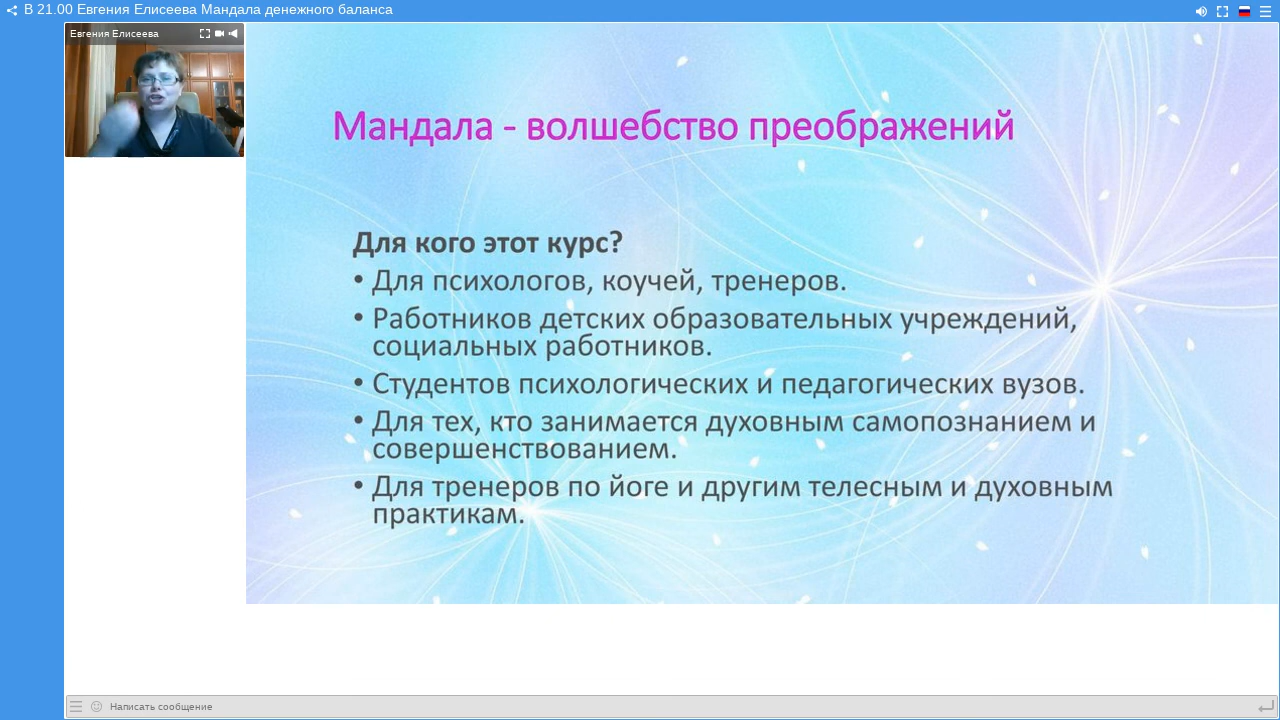 В 21.00 Евгения Елисеева Мандала денежного баланса
Евгения Елисеева
Мандала - волшебство преображений
Для кого этот курс?
• Для психологов, коучей, тренеров.
• Работников детских образовательных учреждений,
социальных работников.
• Студентов психологических и педагогических вузов.
• Для тех, кто занимается духовным самопознанием и
совершенствованием.
• Для тренеров по йоге и другим телесным и духовным
практикам.
Написать сообщение